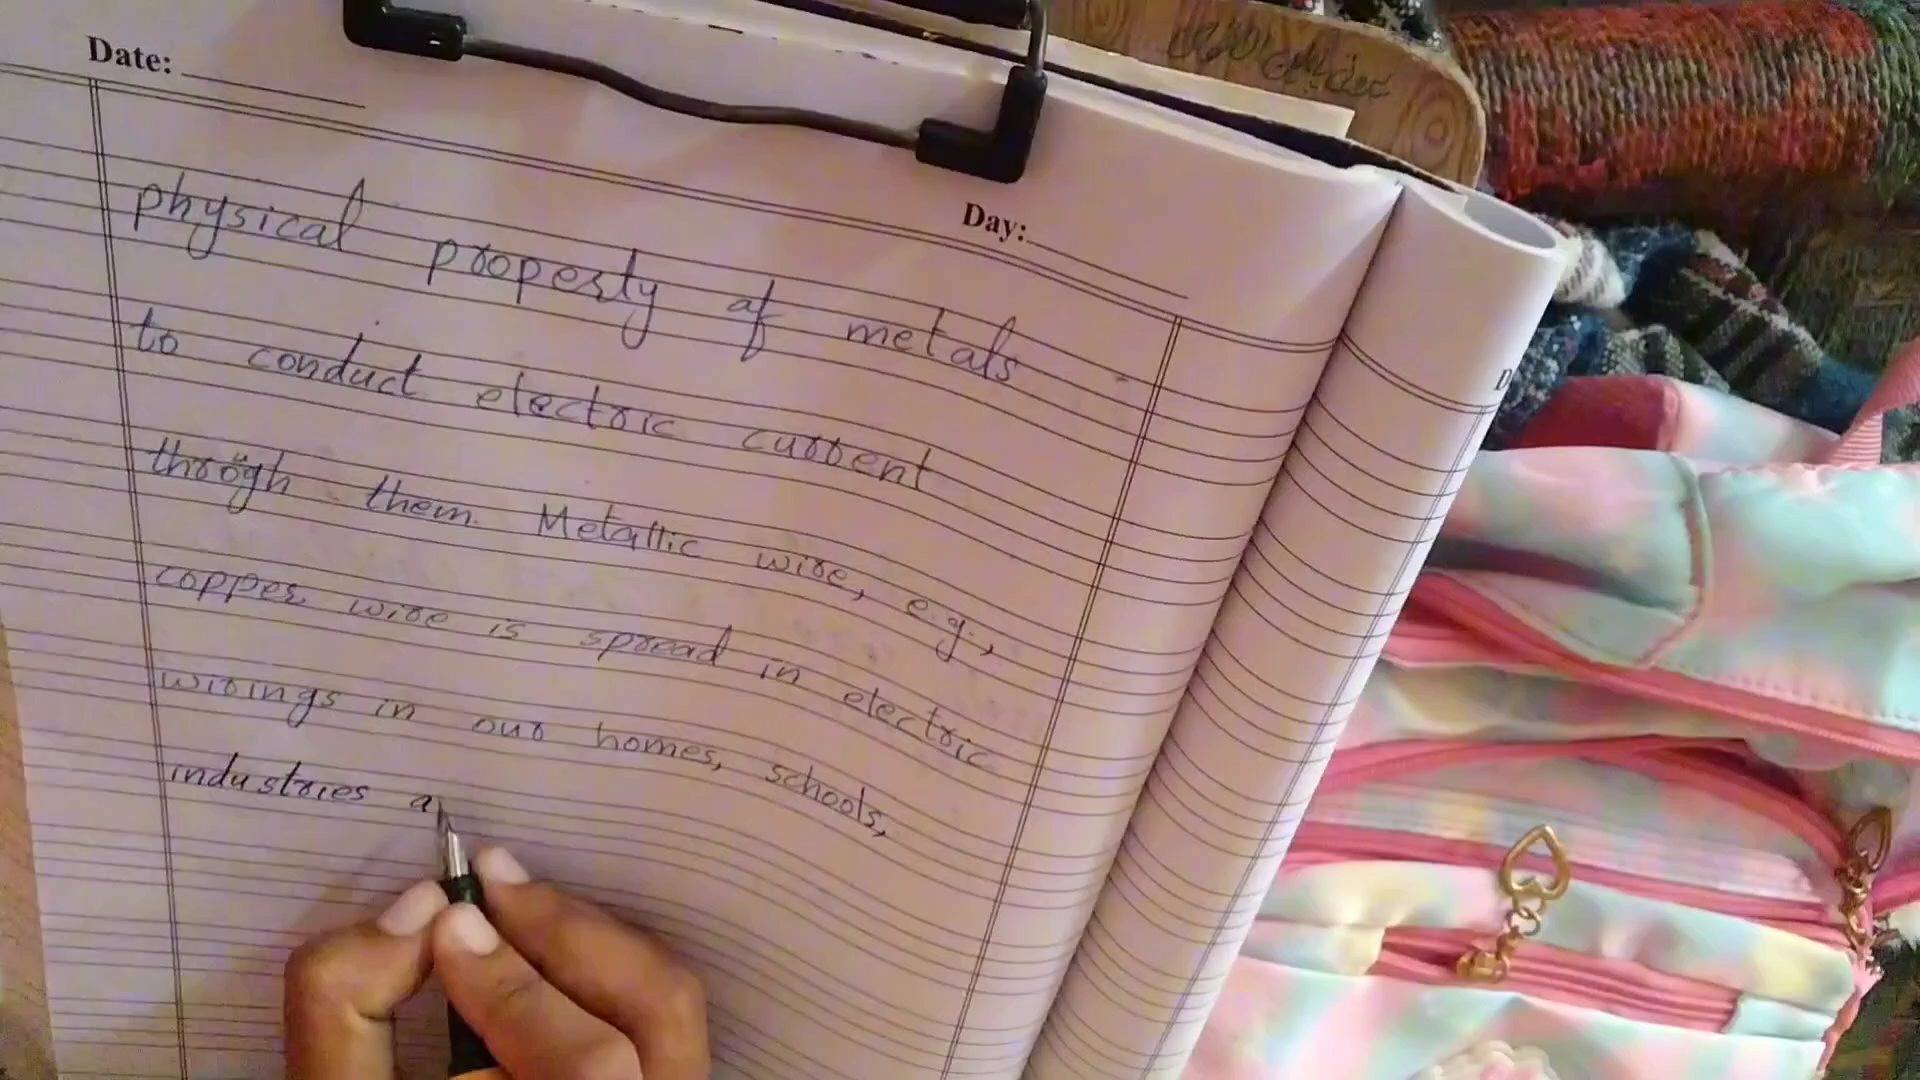 Date:
Day:
physical property of metals
to conduct electric current
through them. Metallic wire, e.g.,
copper wire is spread in electric
wirings in our homes, schools,
industries a
D